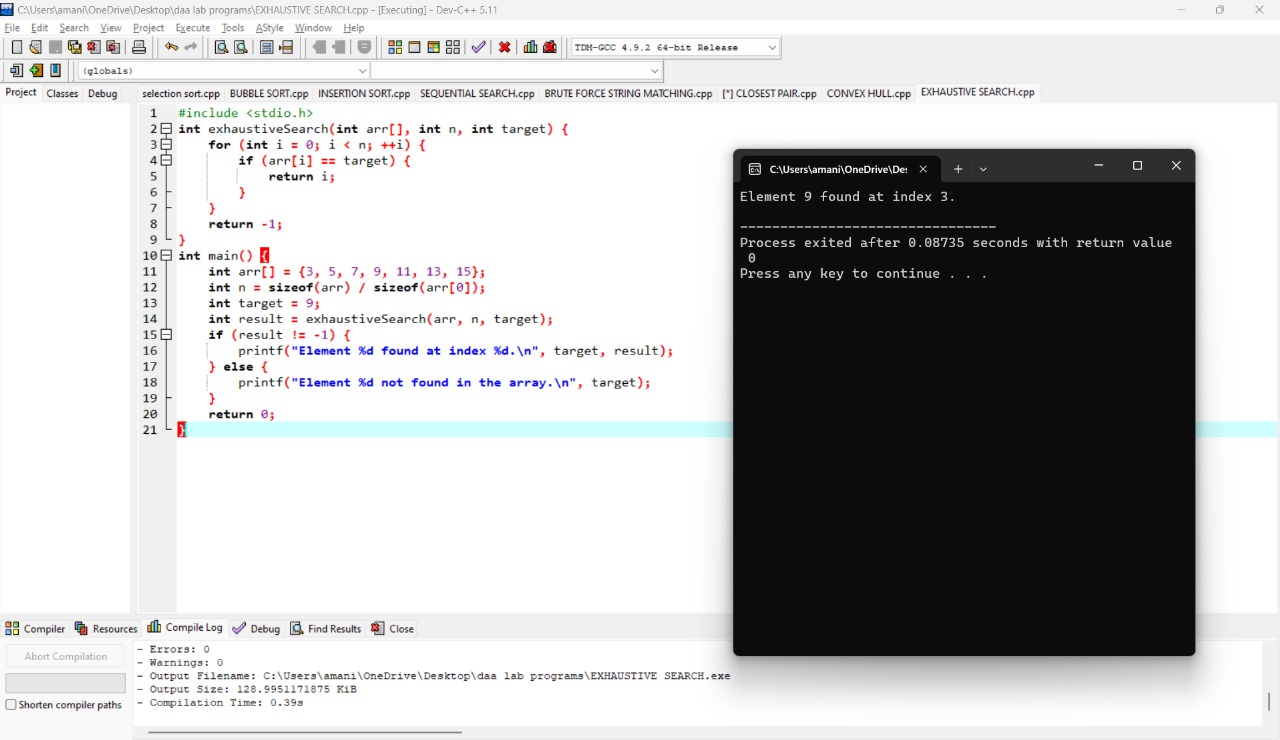 C:\Users\amani\OneDrive\Desktop\daa lab programs\EXHAUSTIVE SEARCH.cpp - [Executing] - Dev-C++ 5.11
File Edit Search View Project Execute Tools AStyle Window Help
TDM-GCC 4.9.2 64-bit Release
(globals)
Project Classes Debug
selection sort.cpp BUBBLE SORT.cpp INSERTION SORT.cpp SEQUENTIAL SEARCH.cpp BRUTE FORCE STRING MATCHING.cpp [*] CLOSEST PAIR.cpp CONVEX HULL.cpp EXHAUSTIVE SEARCH.cpp
1 #include <stdio.h>
2 int exhaustiveSearch(int arr[], int n, int target) {
3 for (int i = 0; i < n; ++i) {
4 if (arr[i] == target) {
5 return i;
6 }
7 }
8 return -1;
9 }
10 int main() {
11 int arr[] = {3, 5, 7, 9, 11, 13, 15};
12 int n = sizeof(arr) / sizeof(arr[0]);
13 int target = 9;
14 int result = exhaustiveSearch(arr, n, target);
15 if (result != -1) {
16 printf("Element %d found at index %d.\n", target, result);
17 } else {
18 printf("Element %d not found in the array.\n", target);
19 }
20 return 0;
21 }
C:\Users\amani\OneDrive\De
Element 9 found at index 3.
--------------------------------
Process exited after 0.08735 seconds with return value
0
Press any key to continue . . .
Compiler Resources Compile Log Debug Find Results Close
Abort Compilation
Shorten compiler paths
- Errors: 0
- Warnings: 0
- Output Filename: C:\Users\amani\OneDrive\Desktop\daa lab programs\EXHAUSTIVE SEARCH.exe
- Output Size: 128.9951171875 KiB
- Compilation Time: 0.39s